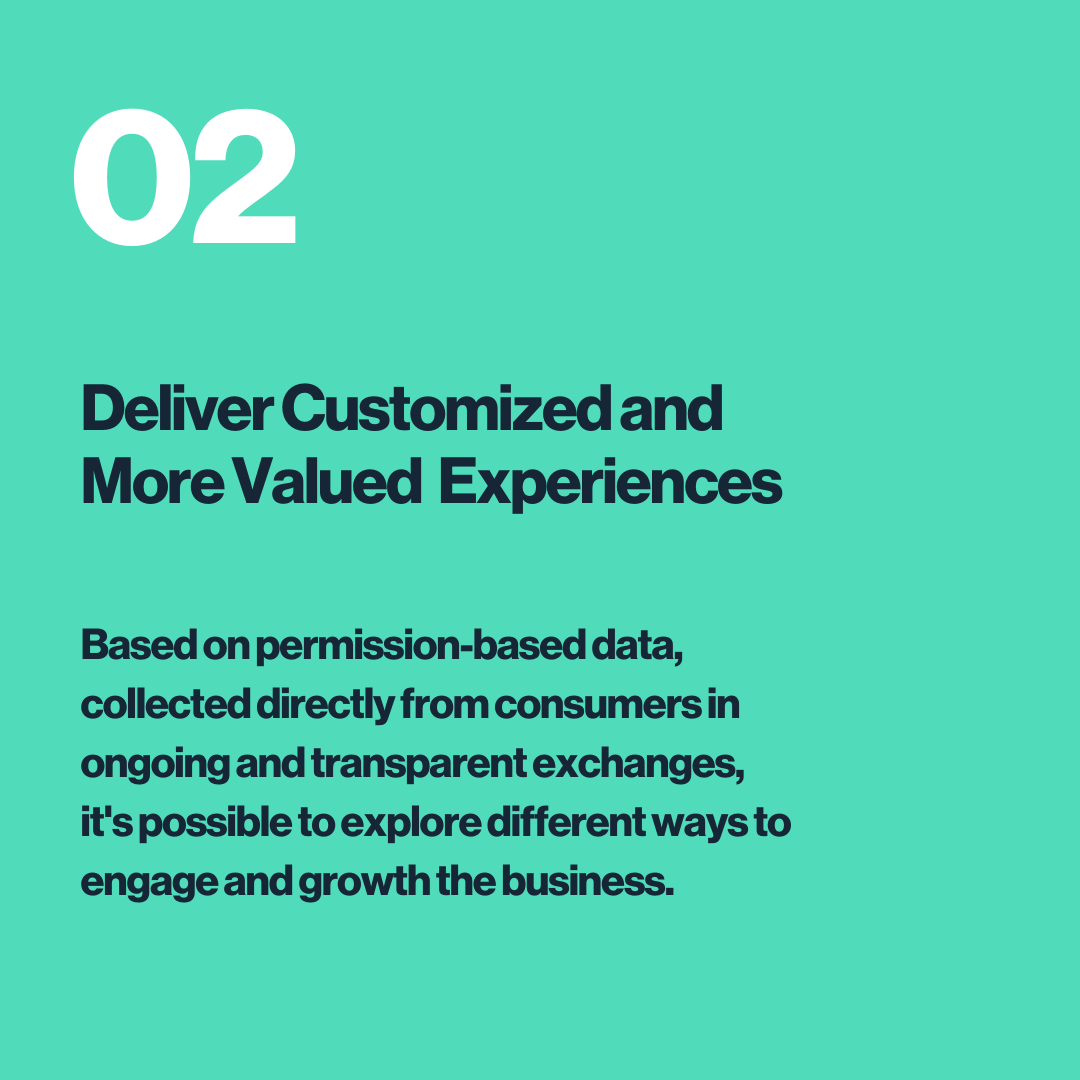 02
Deliver Customized and
More Valued Experiences
Based on permission-based data,
collected directly from consumers in
ongoing and transparent exchanges,
it's possible to explore different ways to
engage and growth the business.